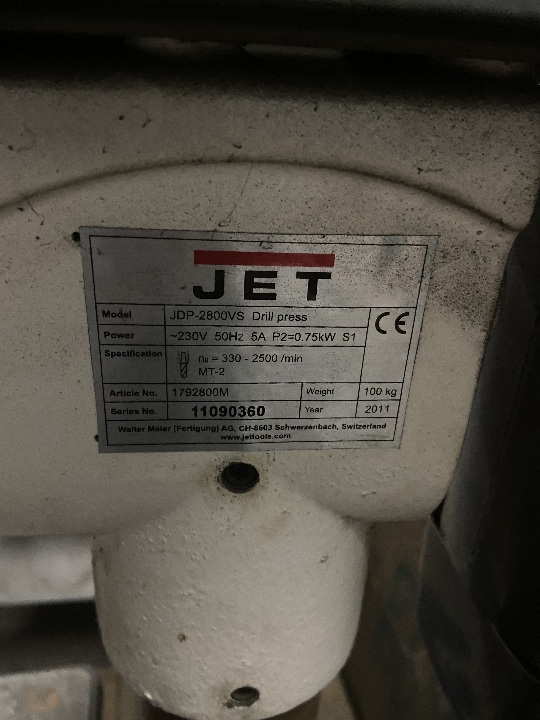 JET
Model JDP-2800VS Drill press
CE
Power ~230V 50Hz 5A P2=0.75kW S1
Specification n₀ = 330 - 2500 /min
MT-2
Article No. 1792800M Weight 100 kg
Series No. 11090360 Year 2011
Walter Meier (Fertigung) AG, CH-8603 Schwerzenbach, Switzerland
www.jettools.com